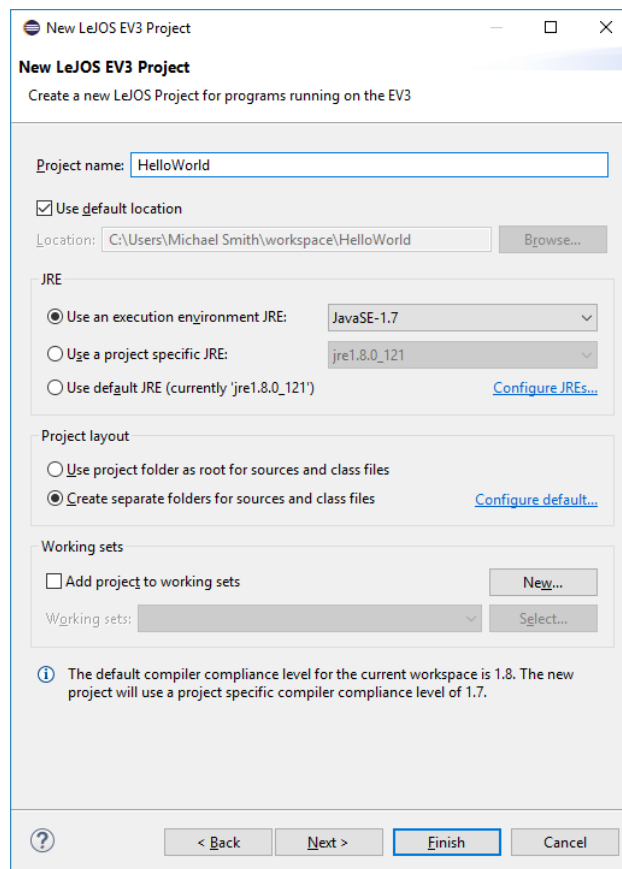 New LeJOS EV3 Project
New LeJOS EV3 Project
Create a new LeJOS Project for programs running on the EV3
Project name: HelloWorld
Use default location
Location: C:\Users\Michael Smith\workspace\HelloWorld Browse...
JRE
Use an execution environment JRE: JavaSE-1.7
Use a project specific JRE: jre1.8.0_121
Use default JRE (currently 'jre1.8.0_121') Configure JREs...
Project layout
Use project folder as root for sources and class files
Create separate folders for sources and class files Configure default...
Working sets
Add project to working sets New...
Working sets: Select...
The default compiler compliance level for the current workspace is 1.8. The new
project will use a project specific compiler compliance level of 1.7.
? < Back Next > Finish Cancel